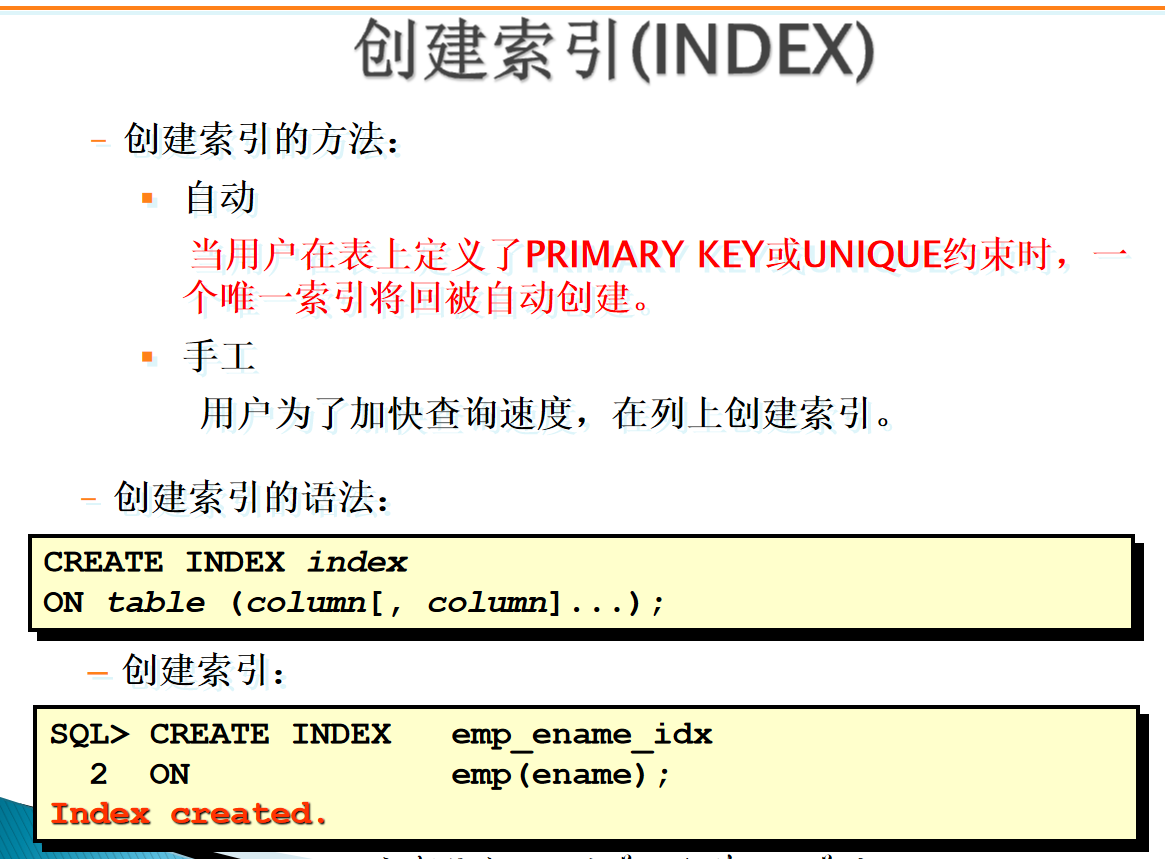 创建索引(INDEX)
– 创建索引的方法：
▪ 自动
当用户在表上定义了PRIMARY KEY或UNIQUE约束时，一
个唯一索引将回被自动创建。
▪ 手工
用户为了加快查询速度，在列上创建索引。
– 创建索引的语法：
CREATE INDEX index
ON table (column[, column]...);
– 创建索引：
SQL> CREATE INDEX emp_ename_idx
2 ON emp(ename);
Index created.